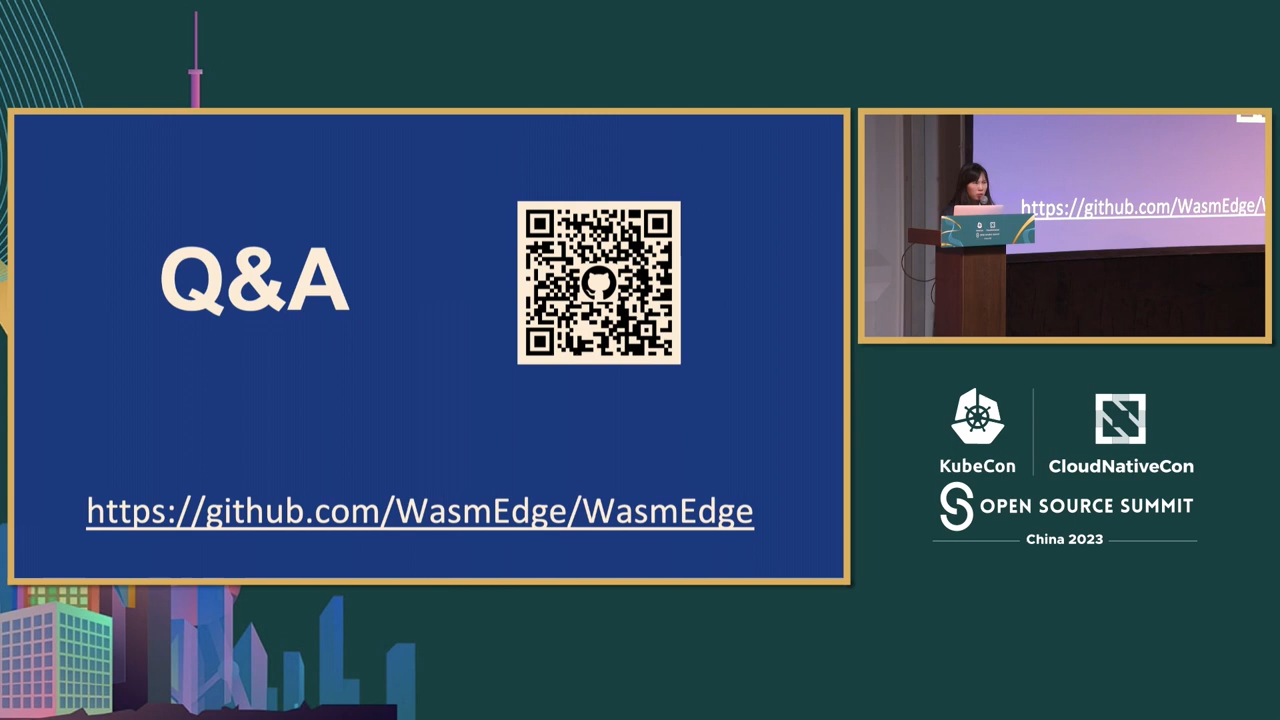 Q&A
https://github.com/WasmEdge/WasmEdge
https://github.com/WasmEdge/
KubeCon
CloudNativeCon
OPEN SOURCE SUMMIT
China 2023